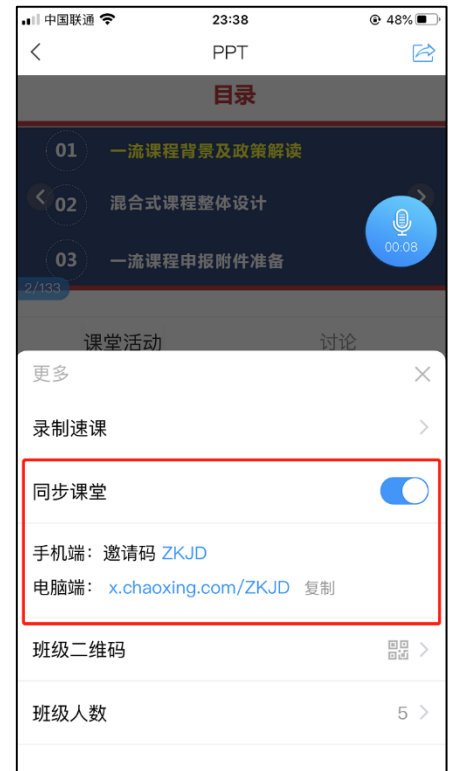 中国联通 23:38 48%
PPT
目录
01 一流课程背景及政策解读
02 混合式课程整体设计
00:08
03 一流课程申报附件准备
2/133
课堂活动 讨论
更多
录制速课
同步课堂
手机端：邀请码 ZKJD
电脑端： x.chaoxing.com/ZKJD 复制
班级二维码
班级人数 5